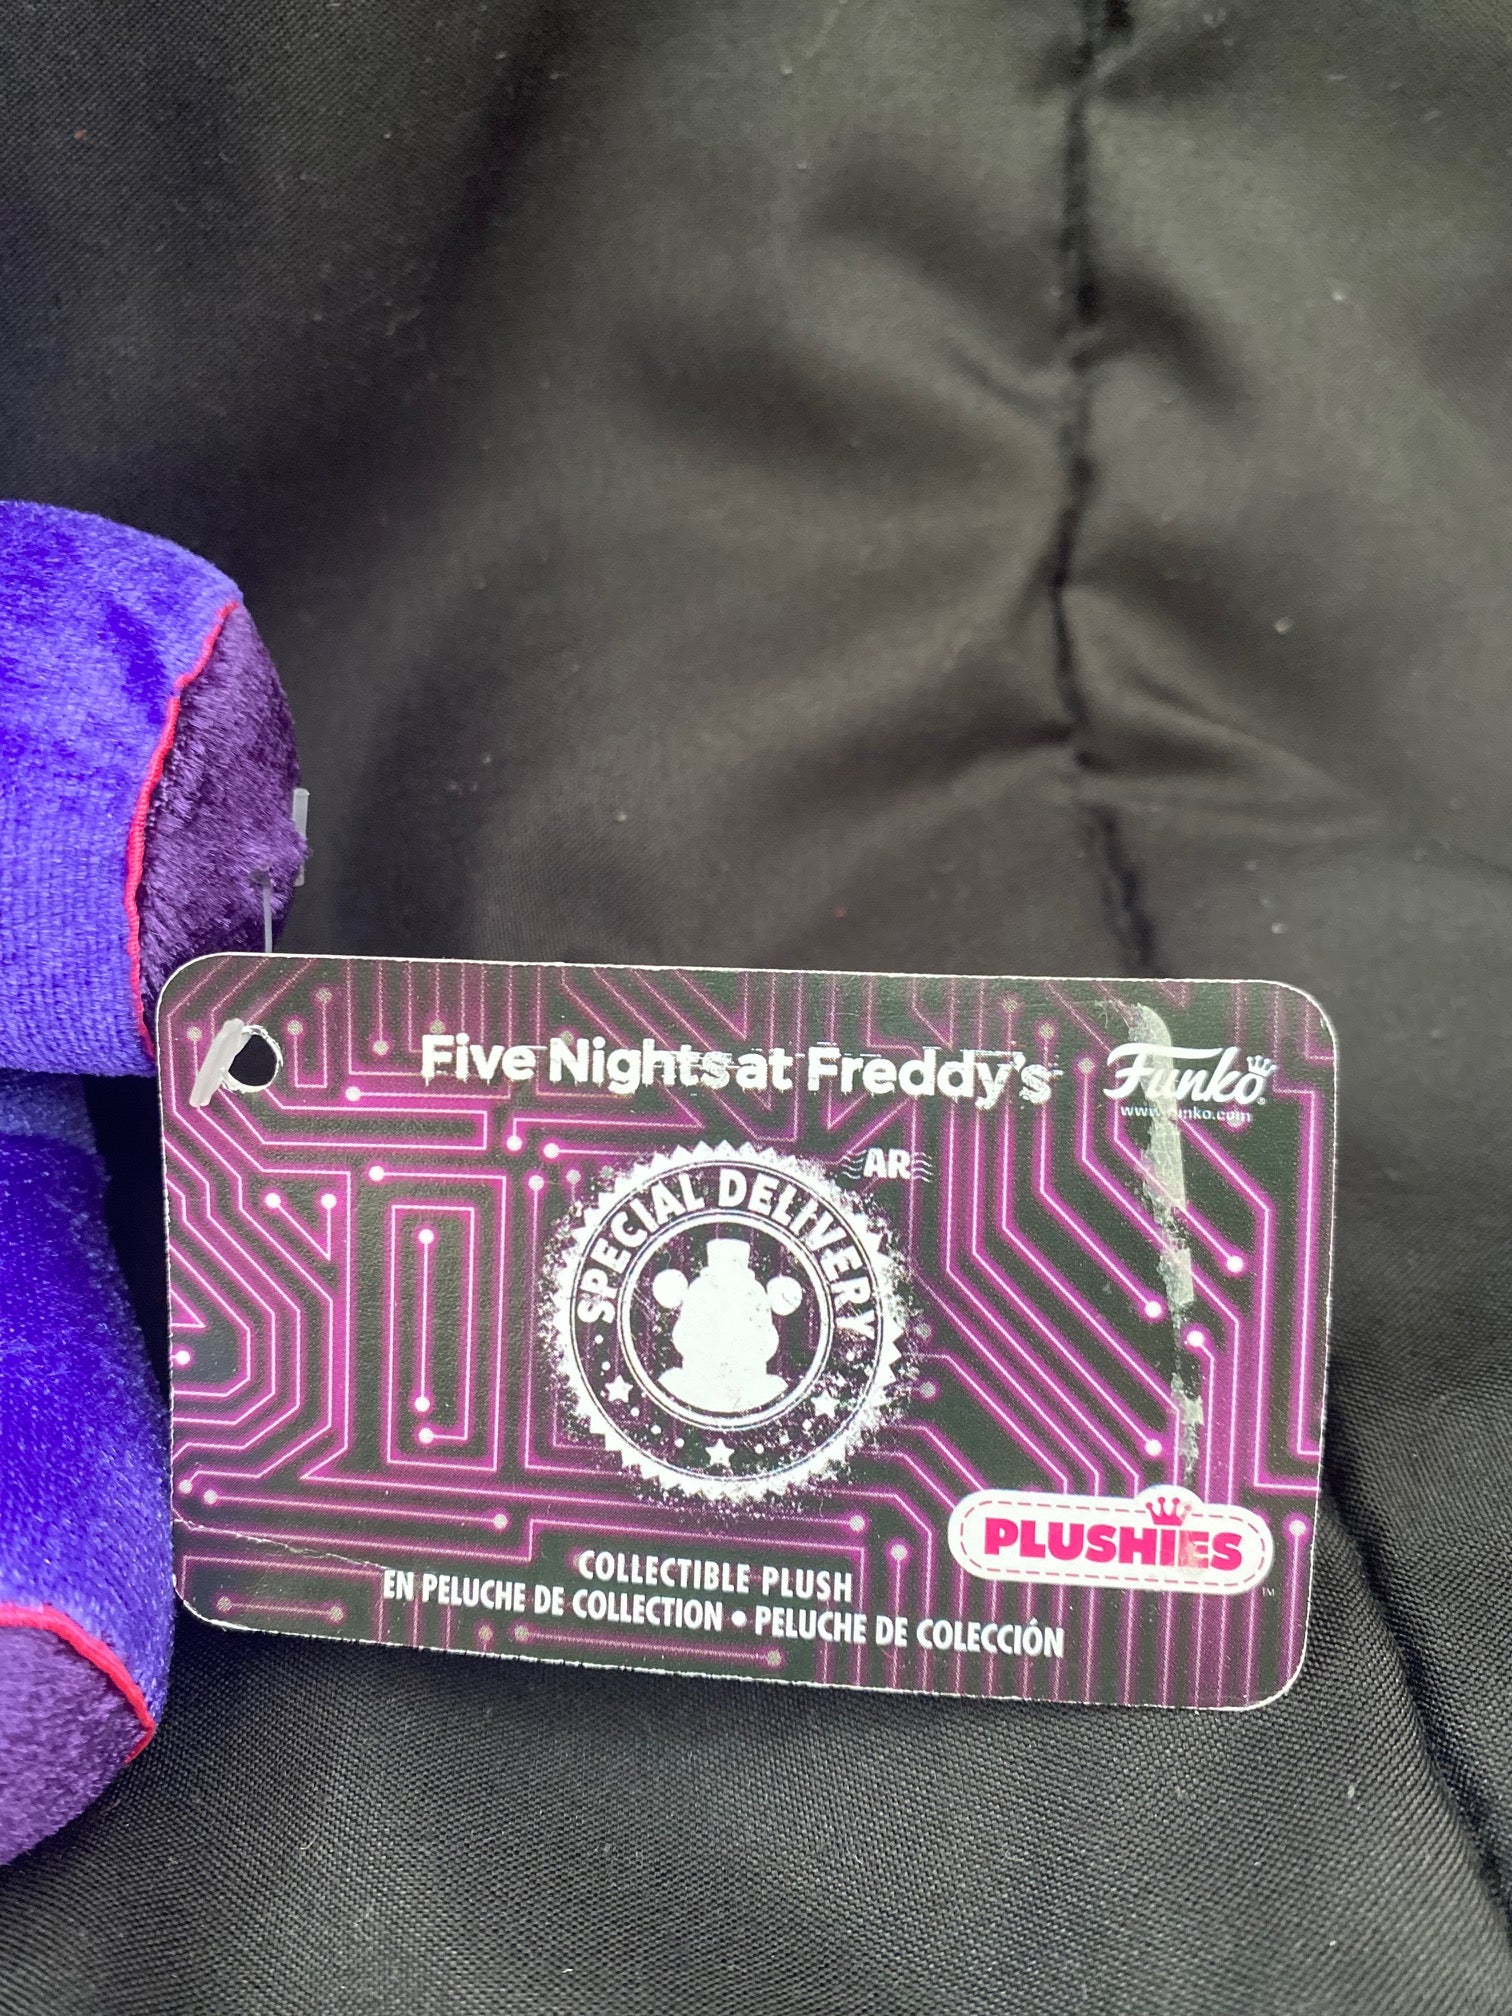 Five Nights at Freddy's
Funko
www.funko.com
AR
SPECIAL DELIVERY
PLUSHIES
TM
COLLECTIBLE PLUSH
EN PELUCHE DE COLLECTION • PELUCHE DE COLECCIÓN